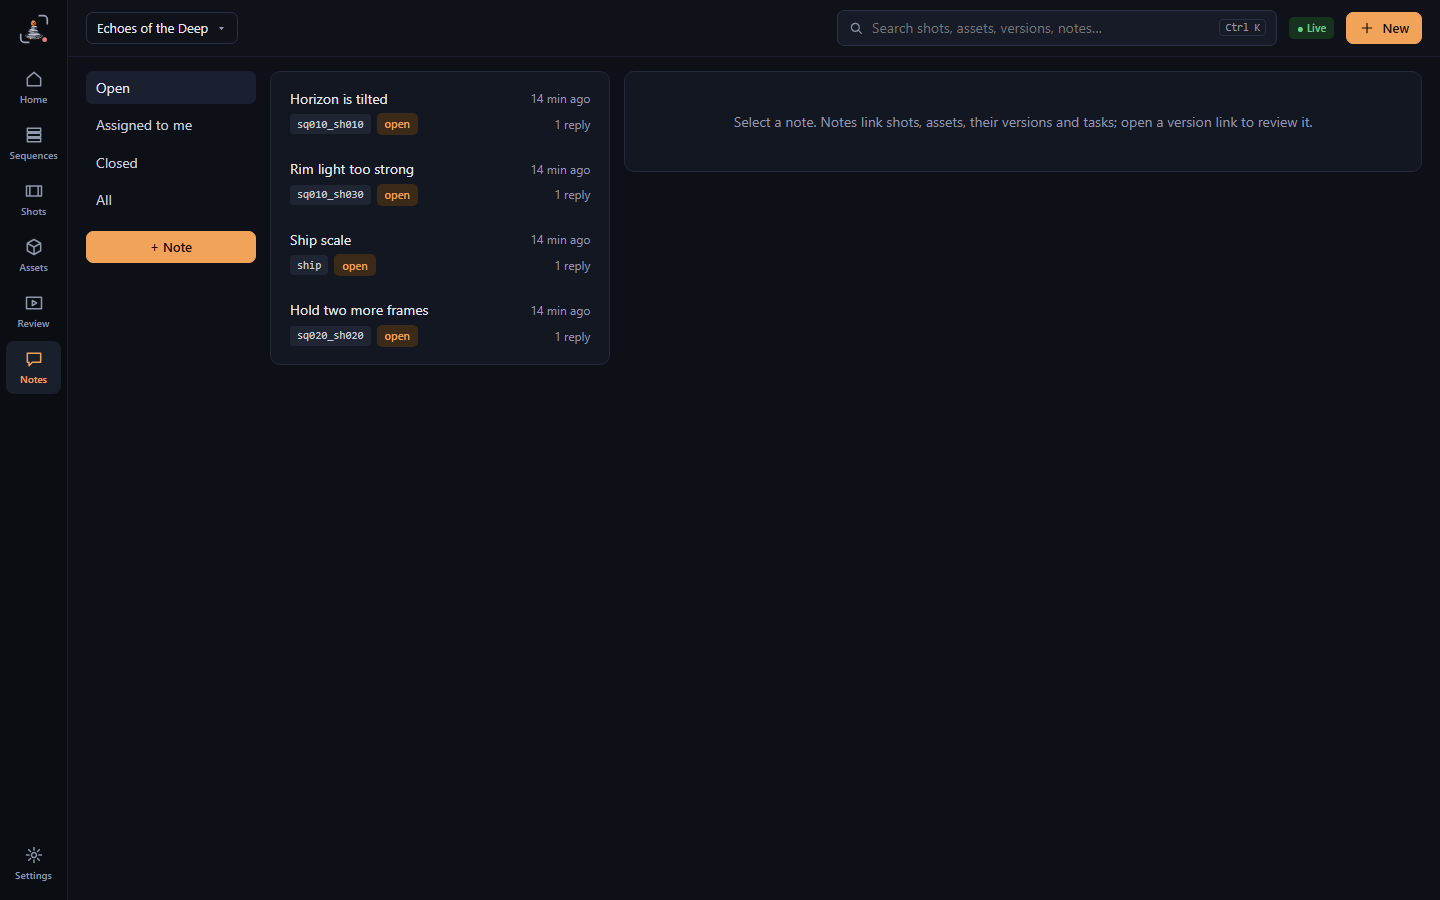 Echoes of the Deep
Search shots, assets, versions, notes...
Ctrl K
Live
+ New
Home
Sequences
Shots
Assets
Review
Notes
Settings
Open
Assigned to me
Closed
All
+ Note
Horizon is tilted 14 min ago
sq010_sh010 open 1 reply
Rim light too strong 14 min ago
sq010_sh030 open 1 reply
Ship scale 14 min ago
ship open 1 reply
Hold two more frames 14 min ago
sq020_sh020 open 1 reply
Select a note. Notes link shots, assets, their versions and tasks; open a version link to review it.